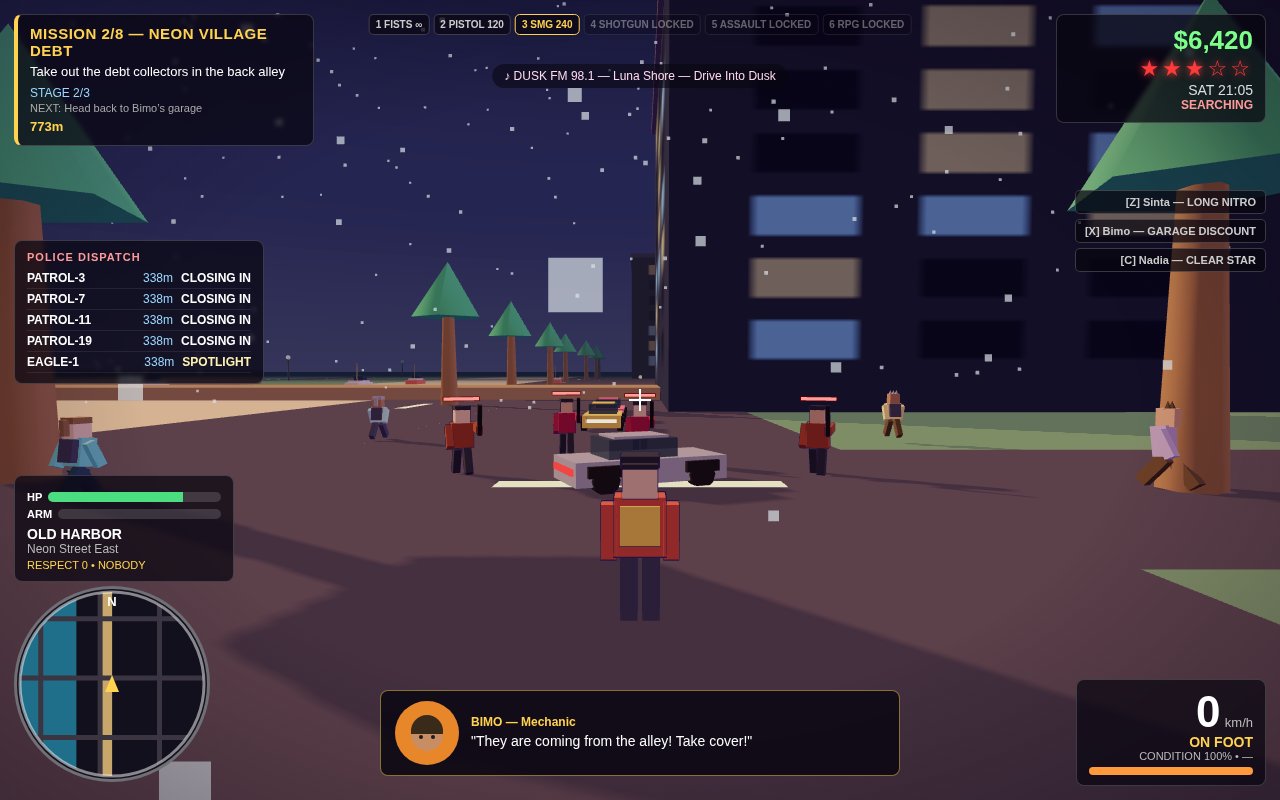 MISSION 2/8 — NEON VILLAGE
DEBT
Take out the debt collectors in the back alley
STAGE 2/3
NEXT: Head back to Bimo's garage
773m
1 FISTS ∞
2 PISTOL 120
3 SMG 240
4 SHOTGUN LOCKED
5 ASSAULT LOCKED
6 RPG LOCKED
♪ DUSK FM 98.1 — Luna Shore — Drive Into Dusk
$6,420
★★★☆☆
SAT 21:05
SEARCHING
[Z] Sinta — LONG NITRO
[X] Bimo — GARAGE DISCOUNT
[C] Nadia — CLEAR STAR
POLICE DISPATCH
PATROL-3 338m CLOSING IN
PATROL-7 338m CLOSING IN
PATROL-11 338m CLOSING IN
PATROL-19 338m CLOSING IN
EAGLE-1 338m SPOTLIGHT
HP
ARM
OLD HARBOR
Neon Street East
RESPECT 0 • NOBODY
N
BIMO — Mechanic
"They are coming from the alley! Take cover!"
0 km/h
ON FOOT
CONDITION 100% • —